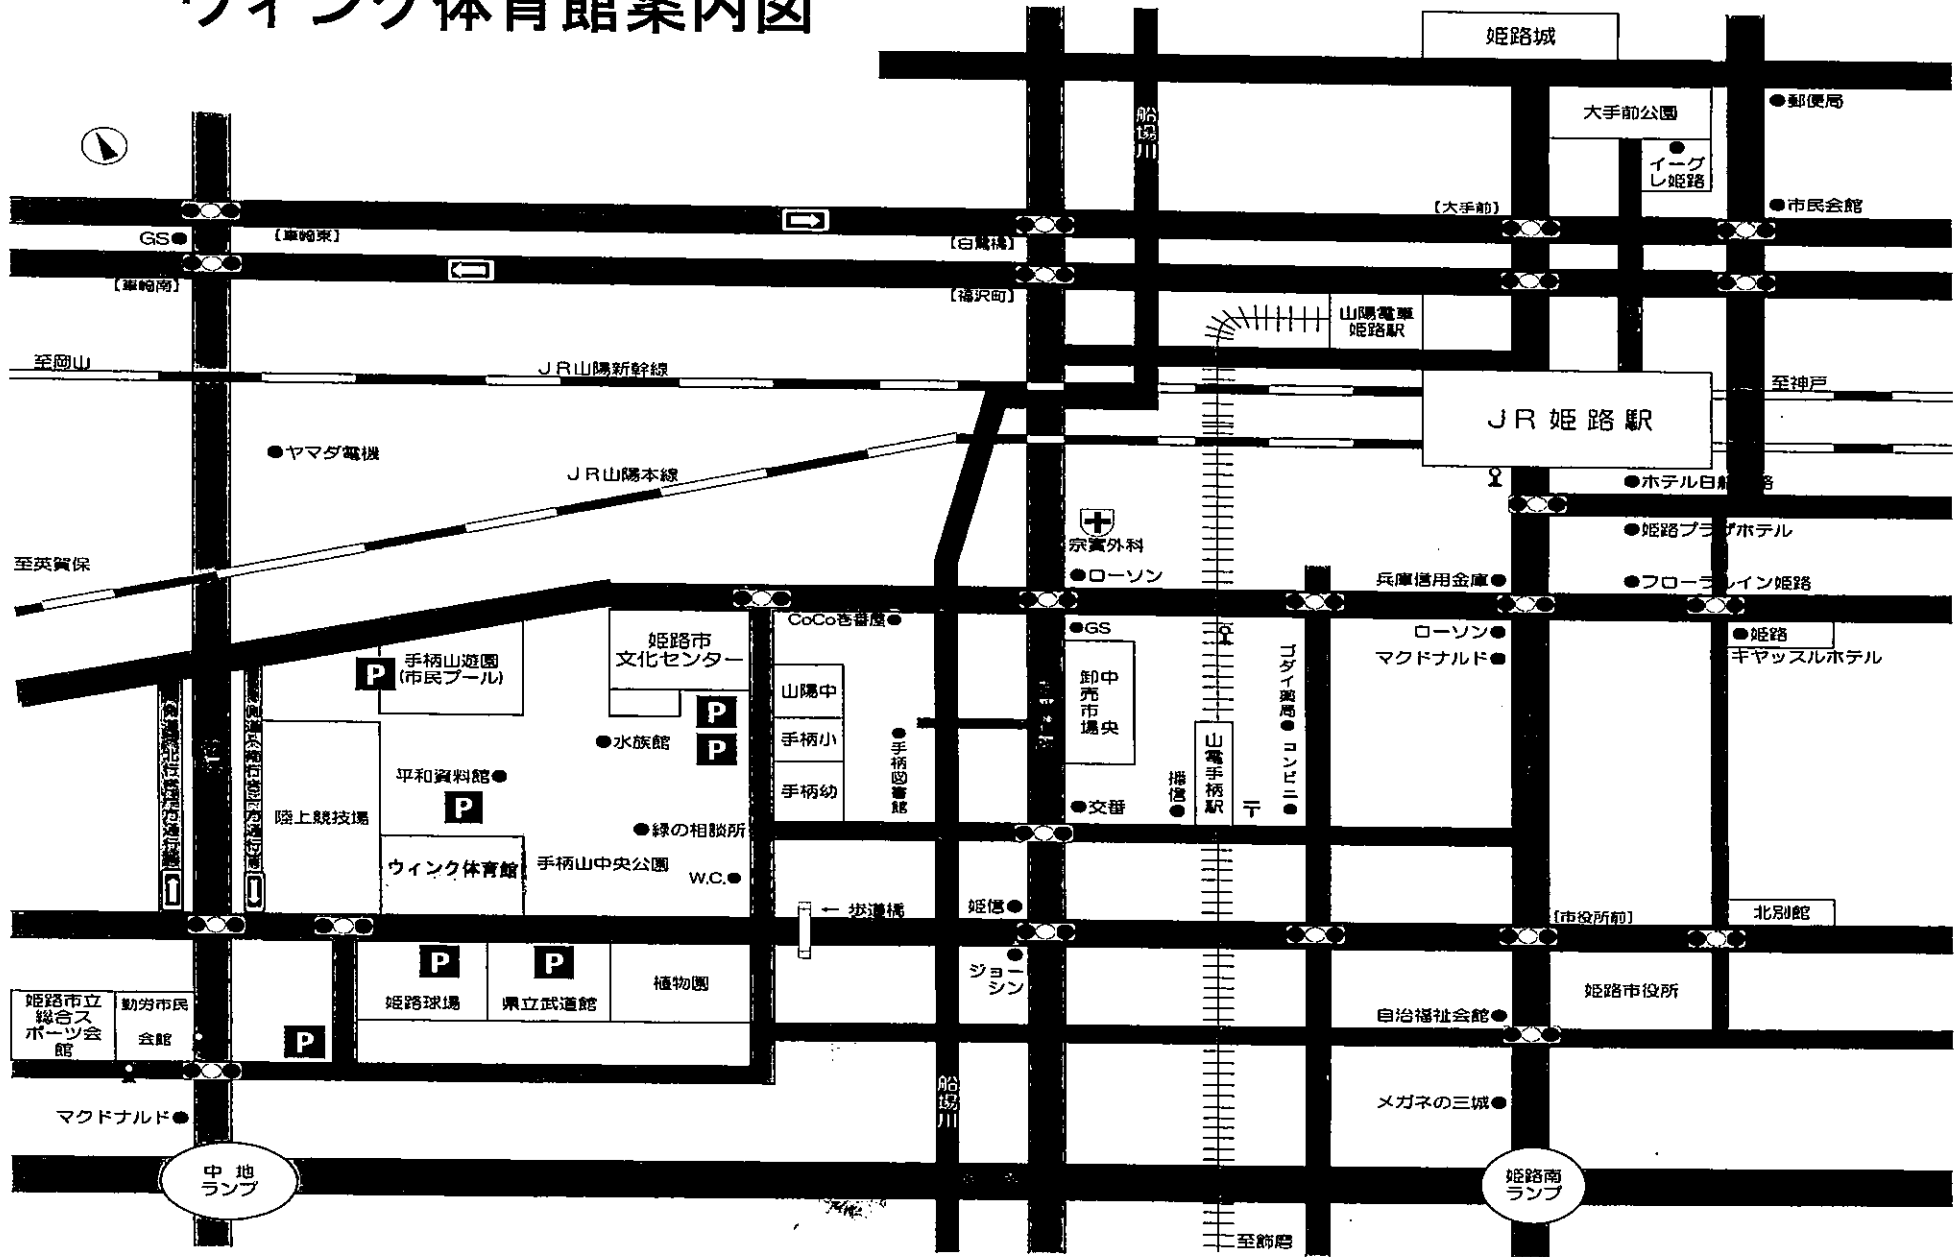 ウィンク体育館案内図
姫路城
大手前公園
●郵便局
イーグ
レ姫路
船場川
●市民会館
【大手前】
GS●
【車崎東】
【白鷺橋】
【車崎南】
【福沢町】
山陽電車
姫路駅
至岡山
JR山陽新幹線
至神戸
JR姫路駅
●ヤマダ電機
JR山陽本線
●姫路プラザホテル
宗實外科
至英賀保
●ローソン
兵庫信用金庫●
●フローラルイン姫路
CoCo壱番屋●
●GS
ローソン●
マクドナルド●
●姫路
キャッスルホテル
手柄山遊園
(市民プール)
P
姫路市
文化センター
P
P
山陽中
手柄小
手柄幼
中央
卸売市場
ゴダイ薬局●
コンビニ●
●水族館
●手柄図書館
山電手柄駅
播信●
〒
平和資料館●
P
陸上競技場
●交番
●緑の相談所
ウィンク体育館
手柄山中央公園
W.C.●
← 歩道橋
姫信●
【市役所前】
北別館
P
姫路球場
P
県立武道館
植物園
ジョー
シン
姫路市役所
姫路市立
総合ス
ポーツ会
館
勤労市民
会館
P
自治福祉会館●
船場川
マクドナルド●
メガネの三城●
中地
ランプ
姫路南
ランプ
至飾磨